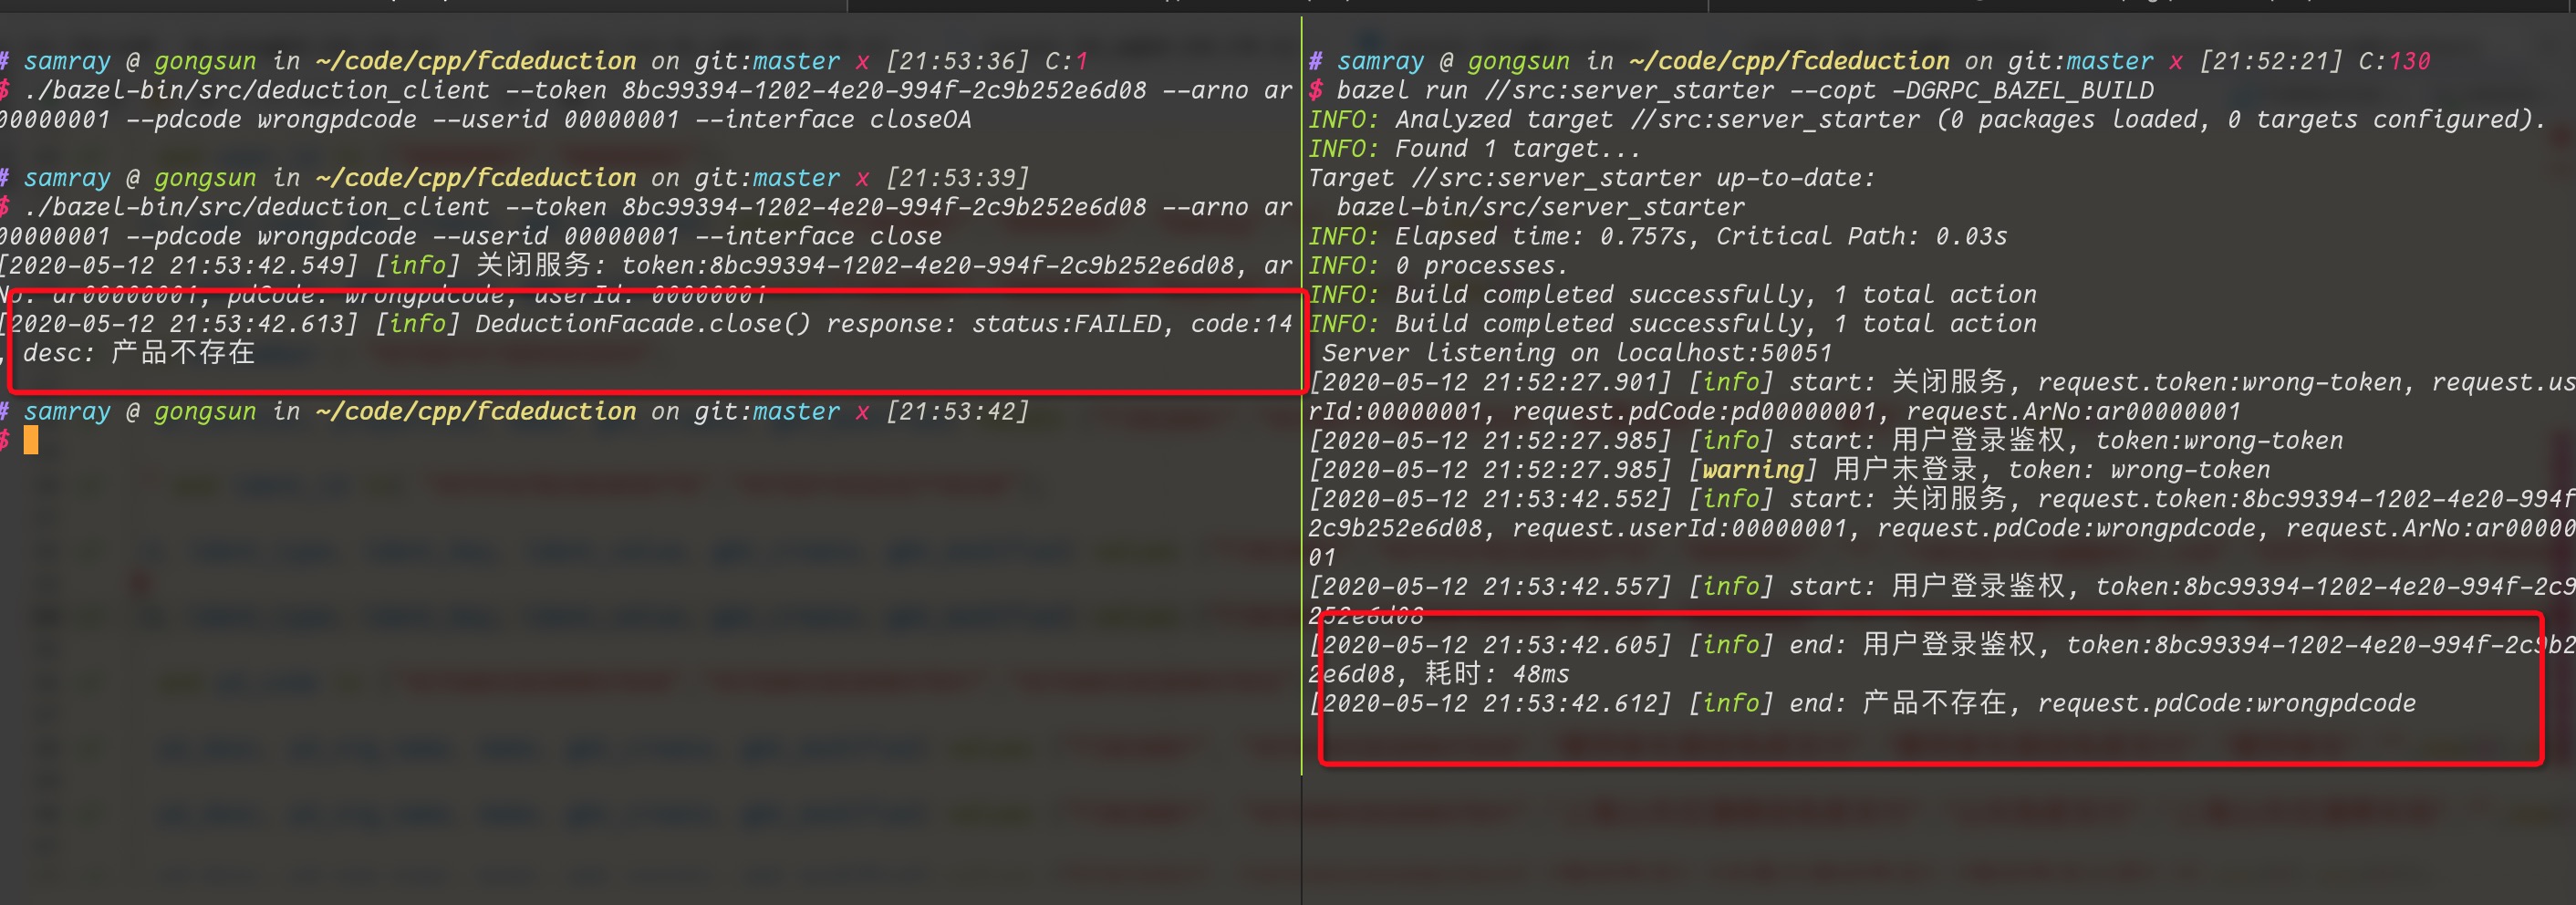 # samray @ gongsun in ~/code/cpp/fcdeduction on git:master x [21:53:36] C:1
$ ./bazel-bin/src/deduction_client --token 8bc99394-1202-4e20-994f-2c9b252e6d08 --arno ar
00000001 --pdcode wrongpdcode --userid 00000001 --interface closeOA
# samray @ gongsun in ~/code/cpp/fcdeduction on git:master x [21:53:39]
$ ./bazel-bin/src/deduction_client --token 8bc99394-1202-4e20-994f-2c9b252e6d08 --arno ar
00000001 --pdcode wrongpdcode --userid 00000001 --interface close
[2020-05-12 21:53:42.549] [info] 关闭服务: token:8bc99394-1202-4e20-994f-2c9b252e6d08, ar
No: ar00000001, pdCode: wrongpdcode, userId: 00000001
[2020-05-12 21:53:42.613] [info] DeductionFacade.close() response: status:FAILED, code:14
, desc: 产品不存在
# samray @ gongsun in ~/code/cpp/fcdeduction on git:master x [21:53:42]
$
# samray @ gongsun in ~/code/cpp/fcdeduction on git:master x [21:52:21] C:130
$ bazel run //src:server_starter --copt -DGRPC_BAZEL_BUILD
INFO: Analyzed target //src:server_starter (0 packages loaded, 0 targets configured).
INFO: Found 1 target...
Target //src:server_starter up-to-date:
bazel-bin/src/server_starter
INFO: Elapsed time: 0.757s, Critical Path: 0.03s
INFO: 0 processes.
INFO: Build completed successfully, 1 total action
INFO: Build completed successfully, 1 total action
Server listening on localhost:50051
[2020-05-12 21:52:27.901] [info] start: 关闭服务, request.token:wrong-token, request.us
rId:00000001, request.pdCode:pd00000001, request.ArNo:ar00000001
[2020-05-12 21:52:27.985] [info] start: 用户登录鉴权, token:wrong-token
[2020-05-12 21:52:27.985] [warning] 用户未登录, token: wrong-token
[2020-05-12 21:53:42.552] [info] start: 关闭服务, request.token:8bc99394-1202-4e20-994f
2c9b252e6d08, request.userId:00000001, request.pdCode:wrongpdcode, request.ArNo:ar00000
01
[2020-05-12 21:53:42.557] [info] start: 用户登录鉴权, token:8bc99394-1202-4e20-994f-2c9
252e6d08
[2020-05-12 21:53:42.605] [info] end: 用户登录鉴权, token:8bc99394-1202-4e20-994f-2c9b2
2e6d08, 耗时: 48ms
[2020-05-12 21:53:42.612] [info] end: 产品不存在, request.pdCode:wrongpdcode